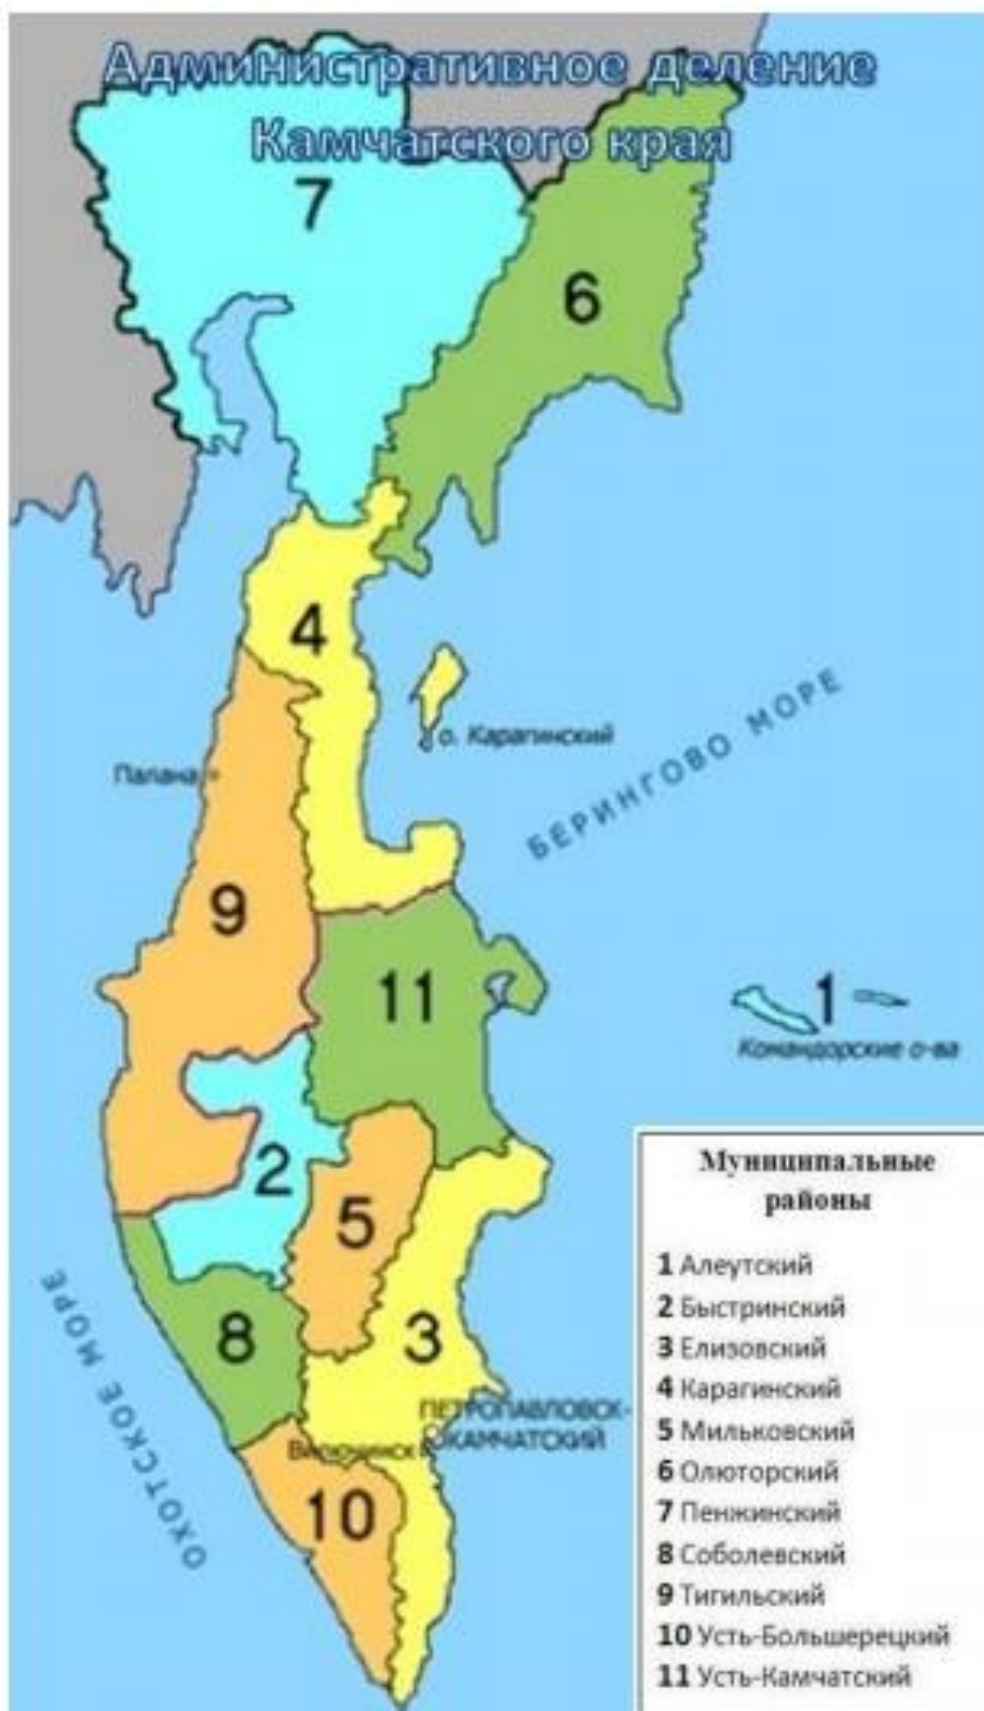 Административное деление
Камчатского края
7
6
4
о. Карагинский
БЕРИНГОВО МОРЕ
Палана
9
11
1
Командорские о-ва
2
5
8
3
ПЕТРОПАВЛОВСК-
КАМЧАТСКИЙ
Вилючинск
10
ОХОТСКОЕ МОРЕ
Муниципальные
районы
1 Алеутский
2 Быстринский
3 Елизовский
4 Карагинский
5 Мильковский
6 Олюторский
7 Пенжинский
8 Соболевский
9 Тигильский
10 Усть-Большерецкий
11 Усть-Камчатский